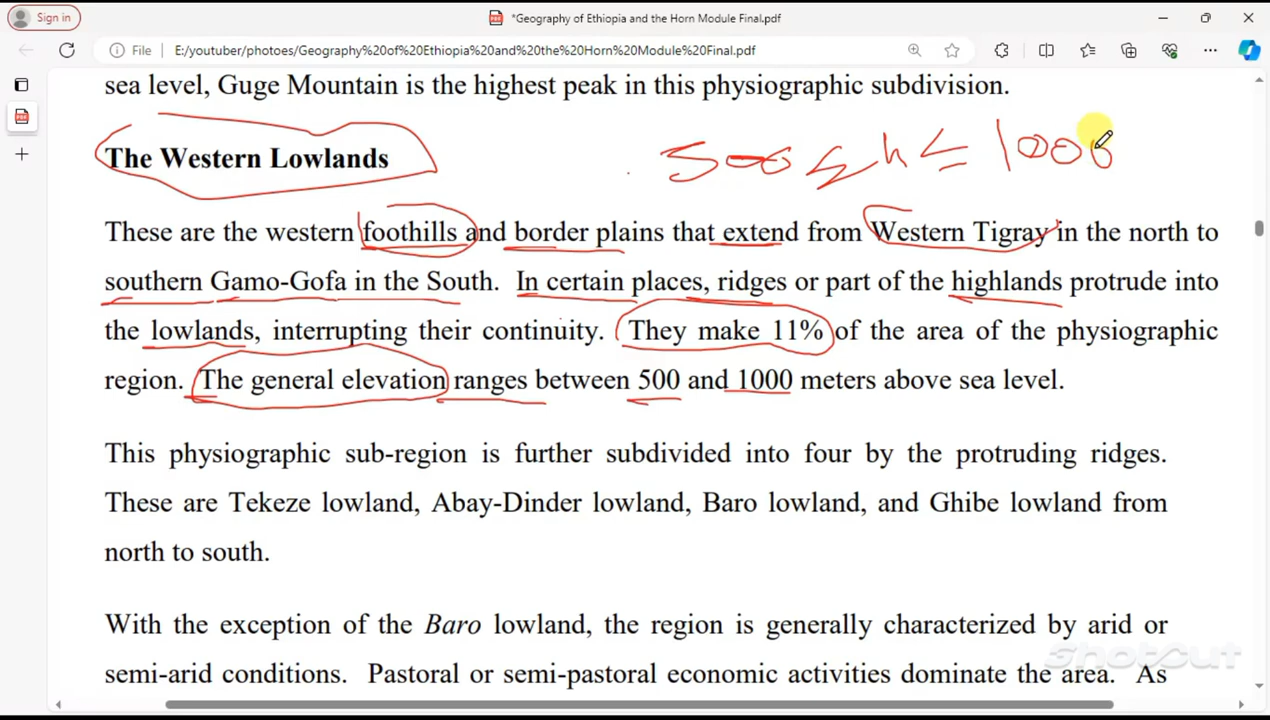 Sign in
*Geography of Ethiopia and the Horn Module Final.pdf
File
E:/youtuber/photoes/Geography%20of%20Ethiopia%20and%20the%20Horn%20Module%20Final.pdf
sea level, Guge Mountain is the highest peak in this physiographic subdivision.
500 ≤ h ≤ 1000
The Western Lowlands
These are the western foothills and border plains that extend from Western Tigray in the north to
southern Gamo-Gofa in the South. In certain places, ridges or part of the highlands protrude into
the lowlands, interrupting their continuity. They make 11% of the area of the physiographic
region. The general elevation ranges between 500 and 1000 meters above sea level.
This physiographic sub-region is further subdivided into four by the protruding ridges.
These are Tekeze lowland, Abay-Dinder lowland, Baro lowland, and Ghibe lowland from
north to south.
With the exception of the Baro lowland, the region is generally characterized by arid or
semi-arid conditions. Pastoral or semi-pastoral economic activities dominate the area. As
shotcut